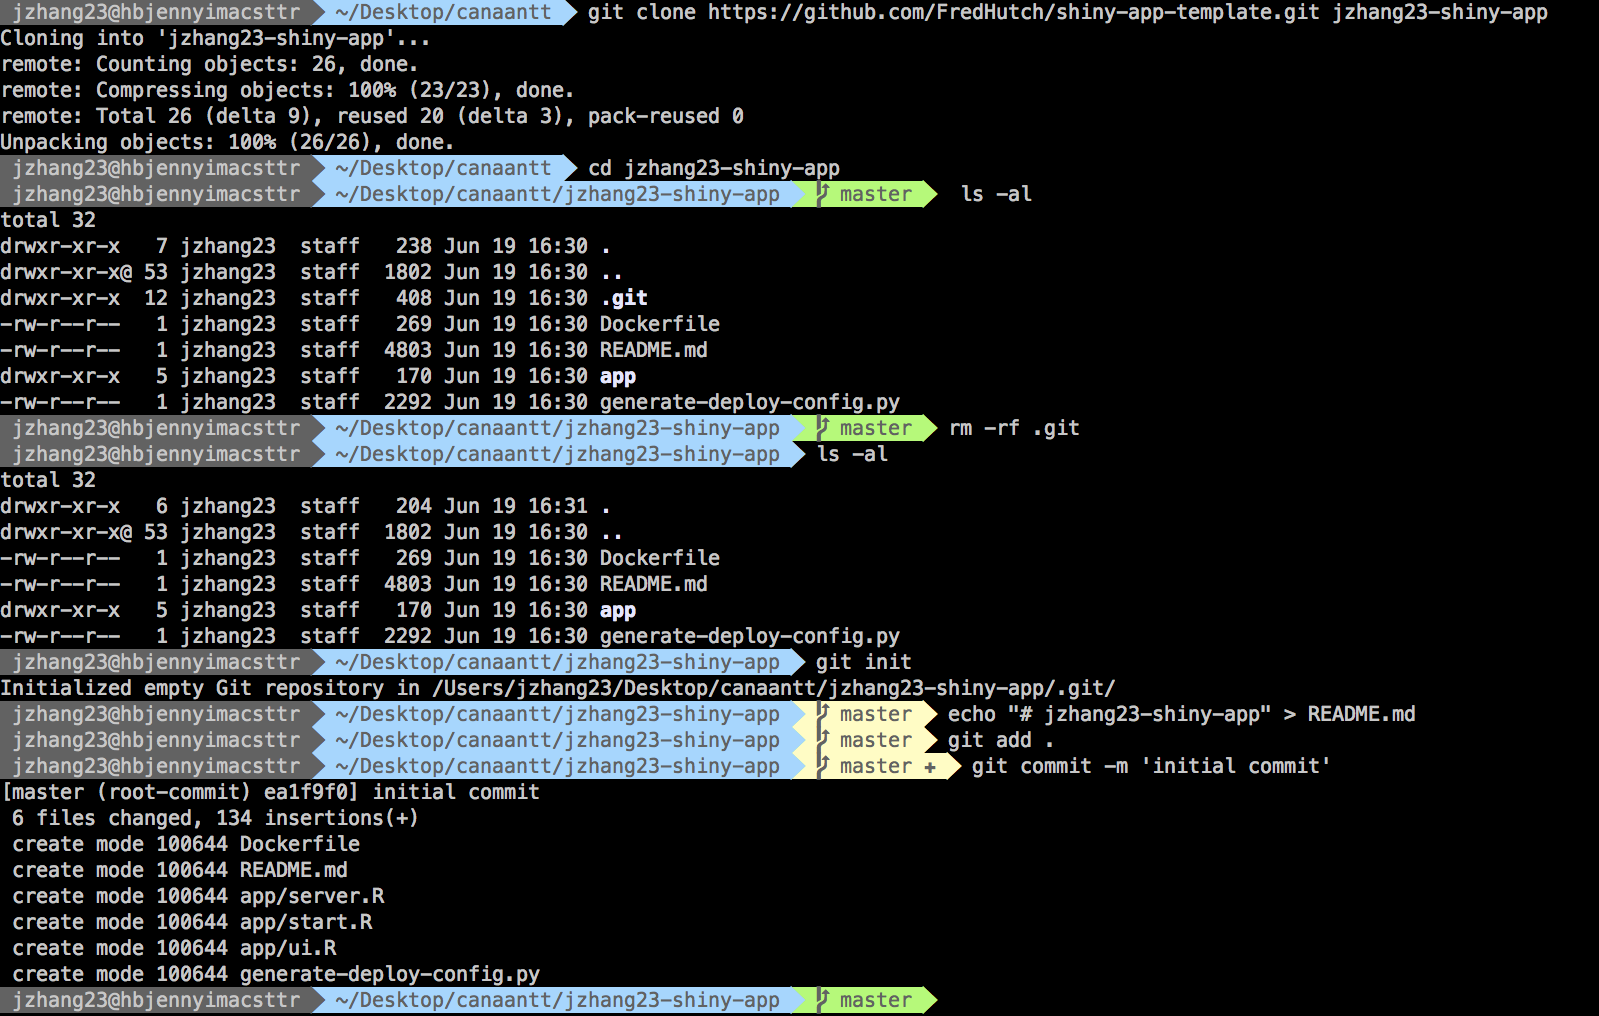 jzhang23@hbjennyimacsttr ~/Desktop/canaantt git clone https://github.com/FredHutch/shiny-app-template.git jzhang23-shiny-app
Cloning into 'jzhang23-shiny-app'...
remote: Counting objects: 26, done.
remote: Compressing objects: 100% (23/23), done.
remote: Total 26 (delta 9), reused 20 (delta 3), pack-reused 0
Unpacking objects: 100% (26/26), done.
jzhang23@hbjennyimacsttr ~/Desktop/canaantt cd jzhang23-shiny-app
jzhang23@hbjennyimacsttr ~/Desktop/canaantt/jzhang23-shiny-app master ls -al
total 32
drwxr-xr-x 7 jzhang23 staff 238 Jun 19 16:30 .
drwxr-xr-x@ 53 jzhang23 staff 1802 Jun 19 16:30 ..
drwxr-xr-x 12 jzhang23 staff 408 Jun 19 16:30 .git
-rw-r--r-- 1 jzhang23 staff 269 Jun 19 16:30 Dockerfile
-rw-r--r-- 1 jzhang23 staff 4803 Jun 19 16:30 README.md
drwxr-xr-x 5 jzhang23 staff 170 Jun 19 16:30 app
-rw-r--r-- 1 jzhang23 staff 2292 Jun 19 16:30 generate-deploy-config.py
jzhang23@hbjennyimacsttr ~/Desktop/canaantt/jzhang23-shiny-app master rm -rf .git
jzhang23@hbjennyimacsttr ~/Desktop/canaantt/jzhang23-shiny-app ls -al
total 32
drwxr-xr-x 6 jzhang23 staff 204 Jun 19 16:31 .
drwxr-xr-x@ 53 jzhang23 staff 1802 Jun 19 16:30 ..
-rw-r--r-- 1 jzhang23 staff 269 Jun 19 16:30 Dockerfile
-rw-r--r-- 1 jzhang23 staff 4803 Jun 19 16:30 README.md
drwxr-xr-x 5 jzhang23 staff 170 Jun 19 16:30 app
-rw-r--r-- 1 jzhang23 staff 2292 Jun 19 16:30 generate-deploy-config.py
jzhang23@hbjennyimacsttr ~/Desktop/canaantt/jzhang23-shiny-app git init
Initialized empty Git repository in /Users/jzhang23/Desktop/canaantt/jzhang23-shiny-app/.git/
jzhang23@hbjennyimacsttr ~/Desktop/canaantt/jzhang23-shiny-app master echo "# jzhang23-shiny-app" > README.md
jzhang23@hbjennyimacsttr ~/Desktop/canaantt/jzhang23-shiny-app master git add .
jzhang23@hbjennyimacsttr ~/Desktop/canaantt/jzhang23-shiny-app master + git commit -m 'initial commit'
[master (root-commit) ea1f9f0] initial commit
6 files changed, 134 insertions(+)
create mode 100644 Dockerfile
create mode 100644 README.md
create mode 100644 app/server.R
create mode 100644 app/start.R
create mode 100644 app/ui.R
create mode 100644 generate-deploy-config.py
jzhang23@hbjennyimacsttr ~/Desktop/canaantt/jzhang23-shiny-app master